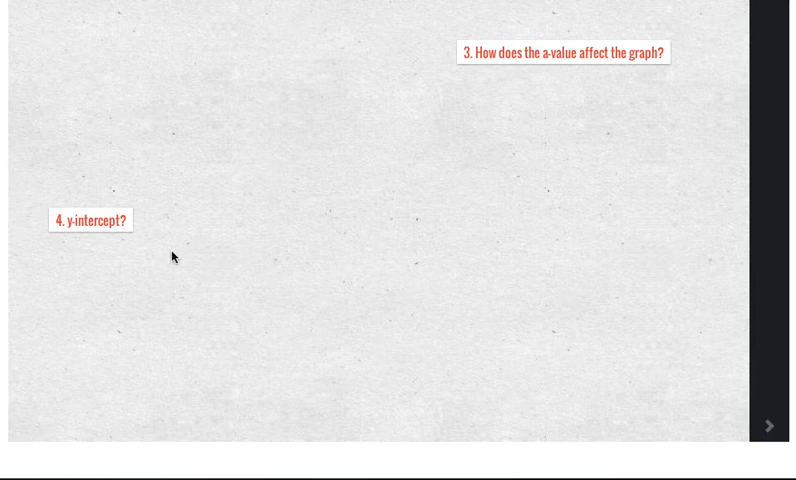 3. How does the a-value affect the graph?
4. y-intercept?